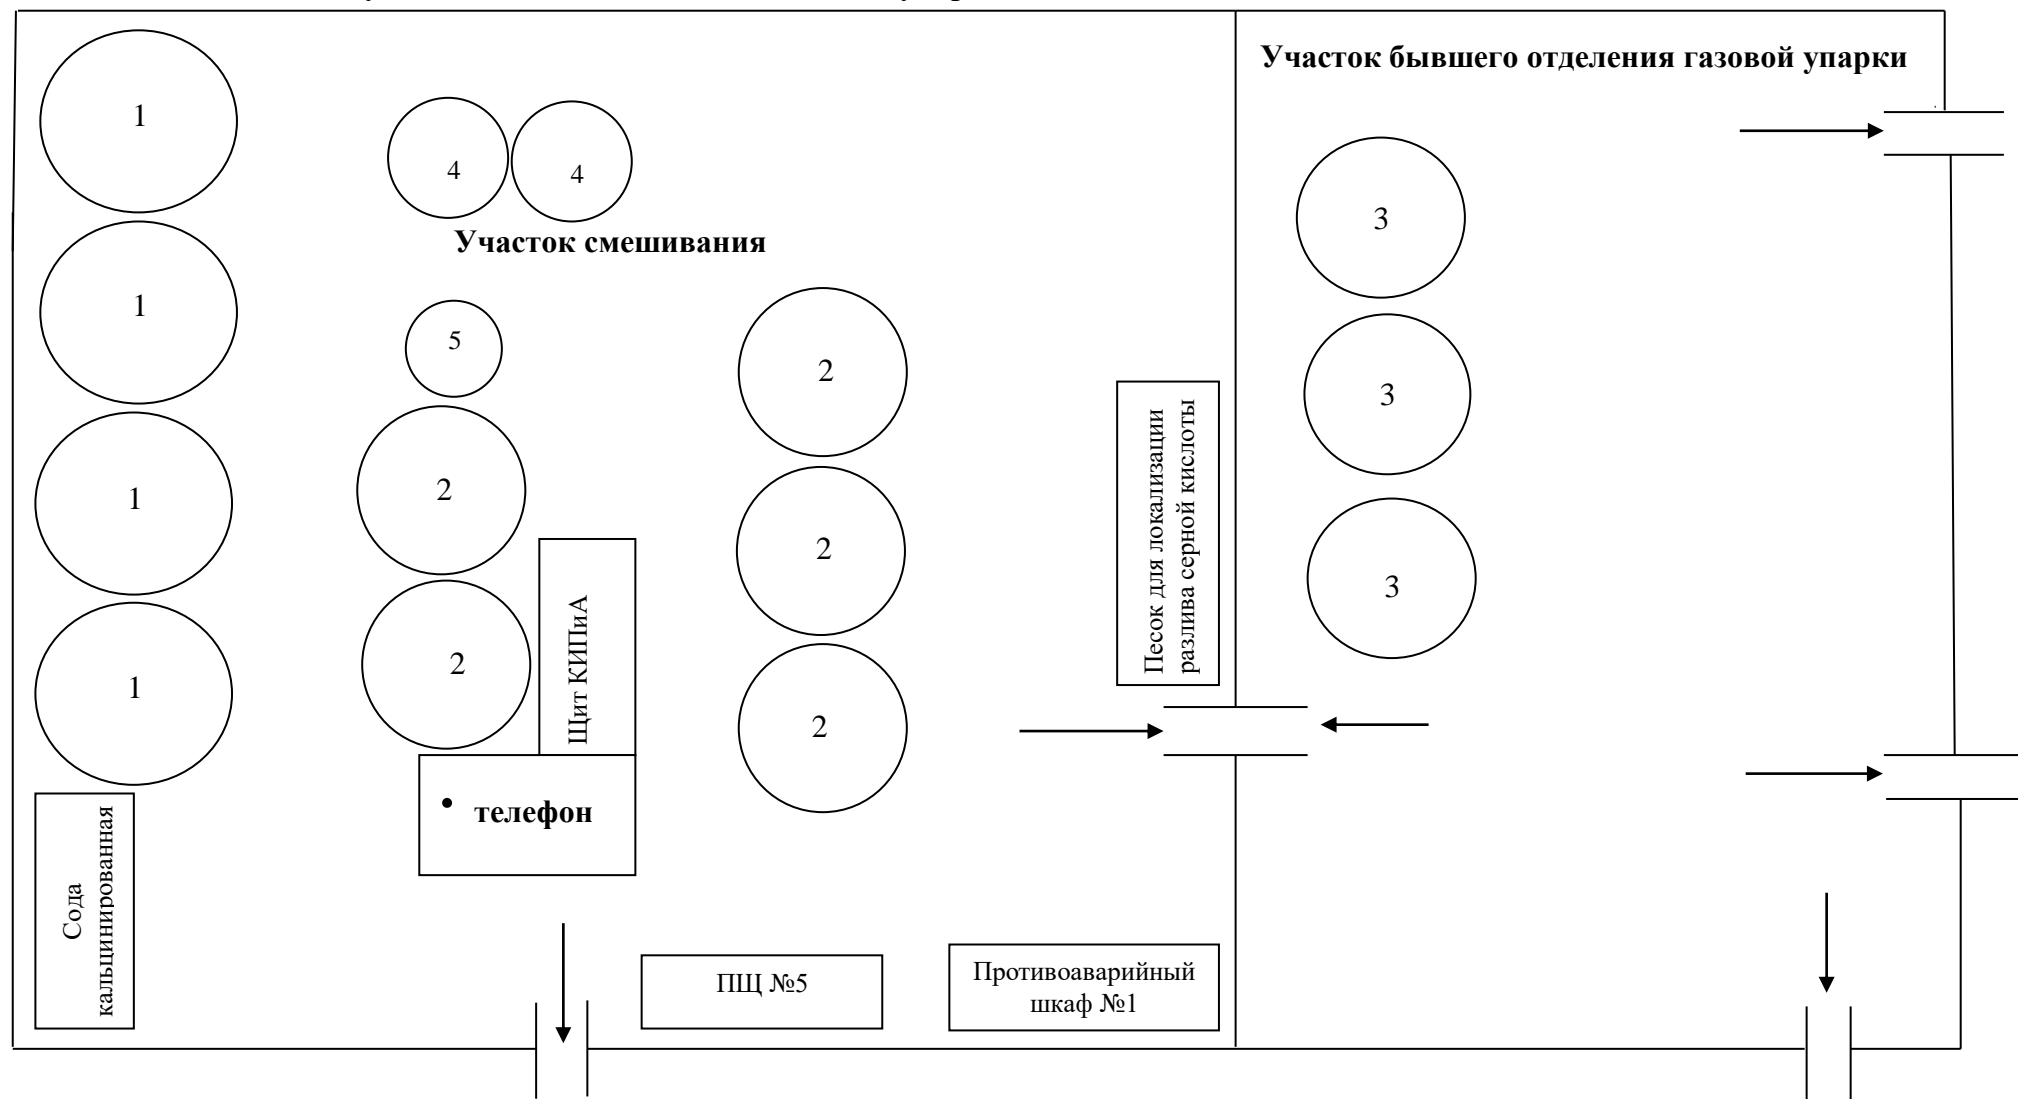 Участок бывшего отделения газовой упарки
1
4
4
3
Участок смешивания
1
5
2
3
Песок для локализации
разлива серной кислоты
1
2
2
3
Щит КИПиА
1
2
2
• телефон
Сода
кальцинированная
ПЩ №5
Противоаварийный
шкаф №1